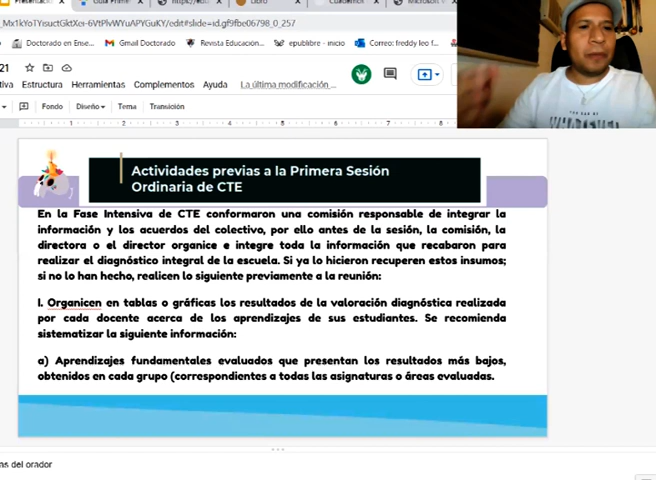 _Mx1kYo1TYisuctGktXer-6VttPlvWYuAPYGuKY/edit#slide=id.gf9fbe06798_0_257
Doctorado en Ense... Gmail Doctorado Revista Educación... epublibre - inicio Correo: freddy leo f...
21
tiva Estructura Herramientas Complementos Ayuda La última modificación ...
Fondo Diseño Tema Transición
Actividades previas a la Primera Sesión
Ordinaria de CTE
En la Fase Intensiva de CTE conformaron una comisión responsable de integrar la
información y los acuerdos del colectivo, por ello antes de la sesión, la comisión, la
directora o el director organice e integre toda la información que recabaron para
realizar el diagnóstico integral de la escuela. Si ya lo hicieron recuperen estos insumos;
si no lo han hecho, realicen lo siguiente previamente a la reunión:
I. Organicen en tablas o gráficas los resultados de la valoración diagnóstica realizada
por cada docente acerca de los aprendizajes de sus estudiantes. Se recomienda
sistematizar la siguiente información:
a) Aprendizajes fundamentales evaluados que presentan los resultados más bajos,
obtenidos en cada grupo (correspondientes a todas las asignaturas o áreas evaluadas.
as del orador